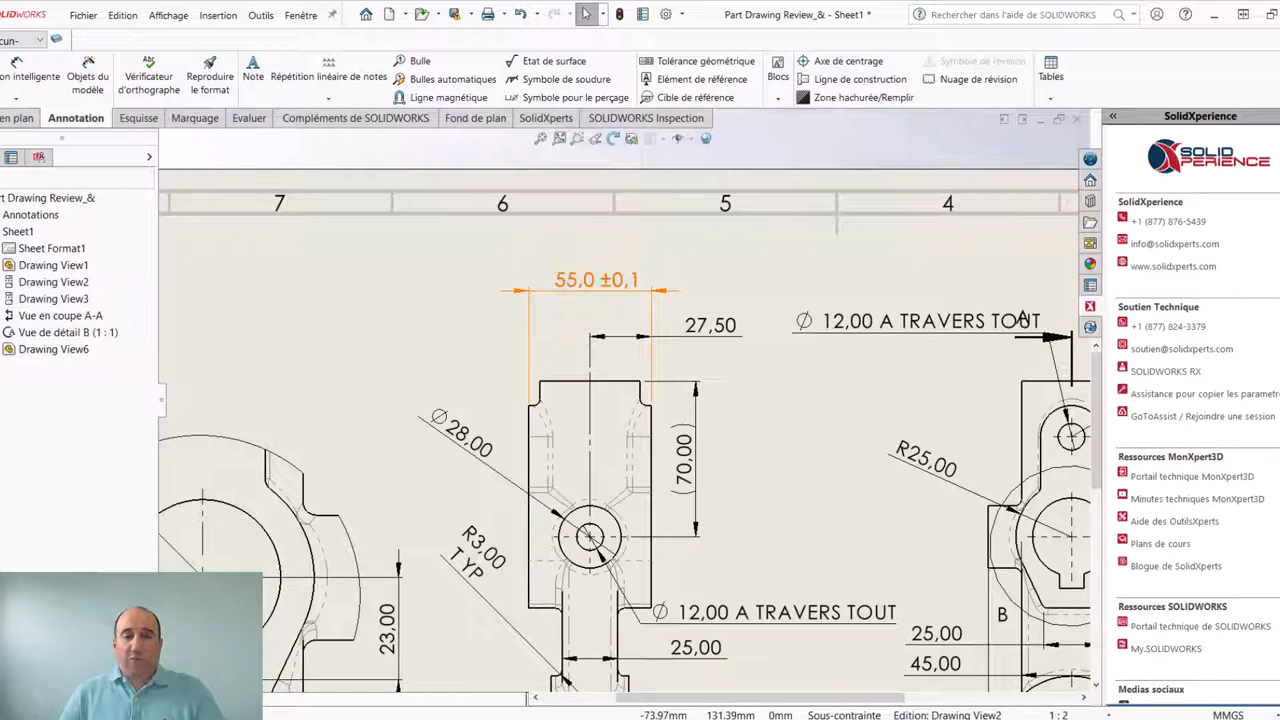 SOLIDWORKS
Fichier Edition Affichage Insertion Outils Fenêtre
Part Drawing Review_& - Sheet1 *
Rechercher dans l'aide de SOLIDWORKS
Objets du modèle
Vérificateur d'orthographe
Reproduire le format
Note
Répétition linéaire de notes
Bulle
Bulles automatiques
Ligne magnétique
Etat de surface
Symbole de soudure
Symbole pour le perçage
Tolérance géométrique
Elément de référence
Cible de référence
Blocs
Axe de centrage
Ligne de construction
Zone hachurée/Remplir
Symbole de révision
Nuage de révision
Tables
en plan Annotation Esquisse Marquage Evaluer Compléments de SOLIDWORKS Fond de plan SolidXperts SOLIDWORKS Inspection
rt Drawing Review_&
Annotations
Sheet1
Sheet Format1
Drawing View1
Drawing View2
Drawing View3
Vue en coupe A-A
Vue de détail B (1 : 1)
Drawing View6
7 6 5 4
55,0 ±0,1
27,50
∅ 12,00 A TRAVERS TOUT
A
∅ 28,00
(70,00)
R25,00
R3,00
TYP
23,00
∅ 12,00 A TRAVERS TOUT
25,00
B
25,00
45,00
SolidXperience
SOLID
XPERIENCE
SolidXperience
+1 (877) 876-5439
info@solidxperts.com
www.solidxperts.com
Soutien Technique
+1 (877) 824-3379
soutien@solidxperts.com
SOLIDWORKS RX
Assistance pour copier les parametre
GoToAssist / Rejoindre une session
Ressources MonXpert3D
Portail technique MonXpert3D
Minutes techniques MonXpert3D
Aide des OutilsXperts
Plans de cours
Blogue de SolidXperts
Ressources SOLIDWORKS
Portail technique de SOLIDWORKS
My.SOLIDWORKS
Medias sociaux
-73.97mm 131.39mm 0mm Sous-contrainte Edition: Drawing View2 1 : 2 MMGS